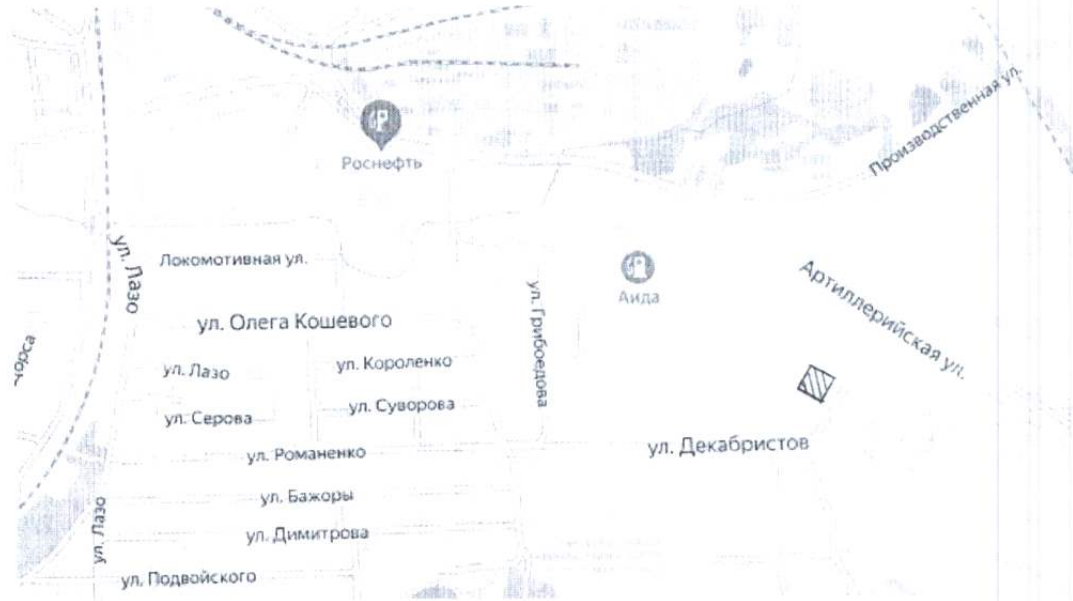 Роснефть
Производственная ул.
ул. Лазо
Локомотивная ул.
Аида
Артиллерийская ул.
ул. Грибоедова
ул. Олега Кошевого
ул. Лазо
ул. Короленко
ул. Серова
ул. Суворова
ул. Романенко
ул. Декабристов
ул. Бажоры
ул. Лазо
ул. Димитрова
ул. Подвойского